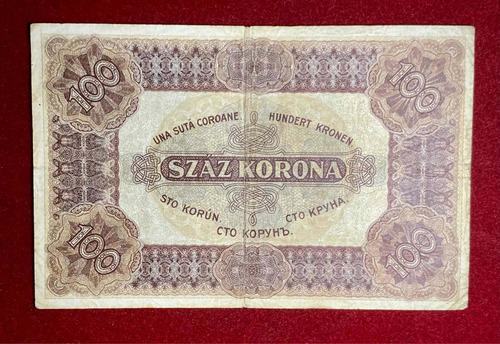 100 100
UNA SUTĂ COROANE. HUNDERT KRONEN
SZÁZ KORONA
STO KORÚN. СТО КРУНА.
СТО КОРУНЪ.
100 100